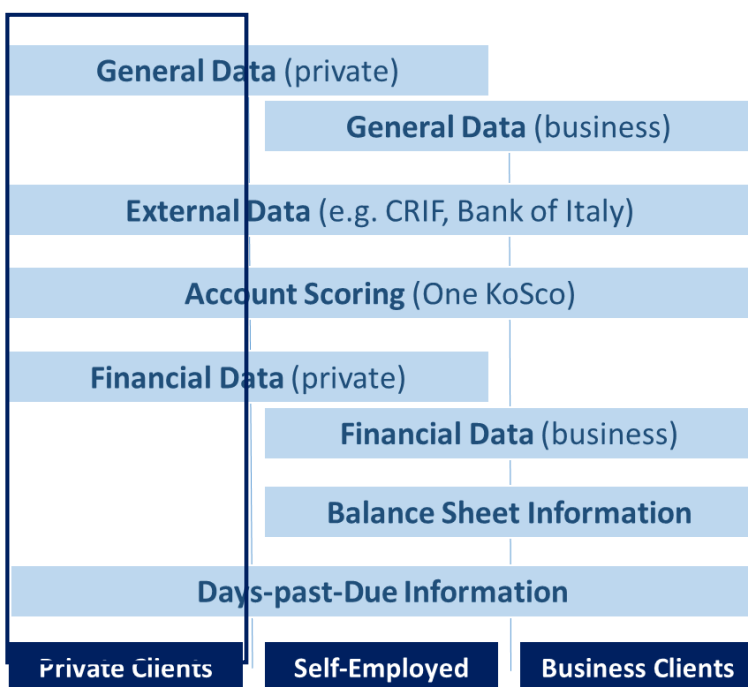 General Data (private)
General Data (business)
External Data (e.g. CRIF, Bank of Italy)
Account Scoring (One KoSco)
Financial Data (private)
Financial Data (business)
Balance Sheet Information
Days-past-Due Information
Private Clients Self-Employed Business Clients